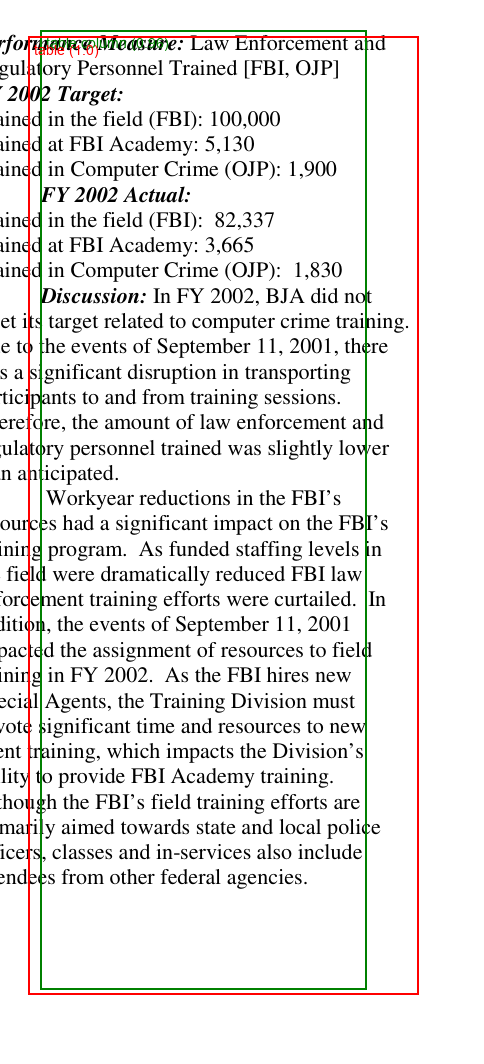 rformance Measure: Law Enforcement and
table (1.0)
gulatory Personnel Trained [FBI, OJP]
Y 2002 Target:
ained in the field (FBI): 100,000
ained at FBI Academy: 5,130
ained in Computer Crime (OJP): 1,900
FY 2002 Actual:
ained in the field (FBI): 82,337
ained at FBI Academy: 3,665
ained in Computer Crime (OJP): 1,830
Discussion: In FY 2002, BJA did not
et its target related to computer crime training.
e to the events of September 11, 2001, there
s a significant disruption in transporting
rticipants to and from training sessions.
erefore, the amount of law enforcement and
gulatory personnel trained was slightly lower
an anticipated.
Workyear reductions in the FBI's
ources had a significant impact on the FBI's
ining program. As funded staffing levels in
field were dramatically reduced FBI law
forcement training efforts were curtailed. In
dition, the events of September 11, 2001
pacted the assignment of resources to field
ining in FY 2002. As the FBI hires new
ecial Agents, the Training Division must
vote significant time and resources to new
ent training, which impacts the Division's
ility to provide FBI Academy training.
though the FBI's field training efforts are
marily aimed towards state and local police
ficers, classes and in-services also include
endees from other federal agencies.